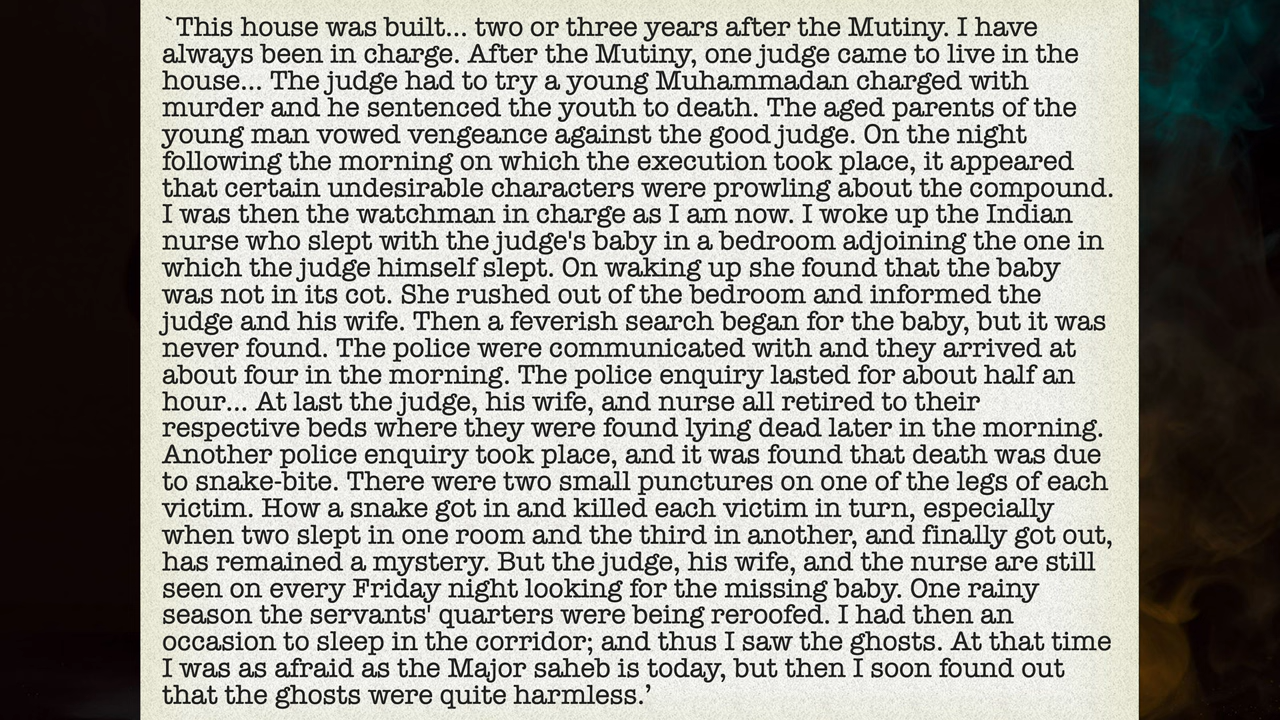 `This house was built... two or three years after the Mutiny. I have
always been in charge. After the Mutiny, one judge came to live in the
house... The judge had to try a young Muhammadan charged with
murder and he sentenced the youth to death. The aged parents of the
young man vowed vengeance against the good judge. On the night
following the morning on which the execution took place, it appeared
that certain undesirable characters were prowling about the compound.
I was then the watchman in charge as I am now. I woke up the Indian
nurse who slept with the judge's baby in a bedroom adjoining the one in
which the judge himself slept. On waking up she found that the baby
was not in its cot. She rushed out of the bedroom and informed the
judge and his wife. Then a feverish search began for the baby, but it was
never found. The police were communicated with and they arrived at
about four in the morning. The police enquiry lasted for about half an
hour... At last the judge, his wife, and nurse all retired to their
respective beds where they were found lying dead later in the morning.
Another police enquiry took place, and it was found that death was due
to snake-bite. There were two small punctures on one of the legs of each
victim. How a snake got in and killed each victim in turn, especially
when two slept in one room and the third in another, and finally got out,
has remained a mystery. But the judge, his wife, and the nurse are still
seen on every Friday night looking for the missing baby. One rainy
season the servants' quarters were being reroofed. I had then an
occasion to sleep in the corridor; and thus I saw the ghosts. At that time
I was as afraid as the Major saheb is today, but then I soon found out
that the ghosts were quite harmless.’